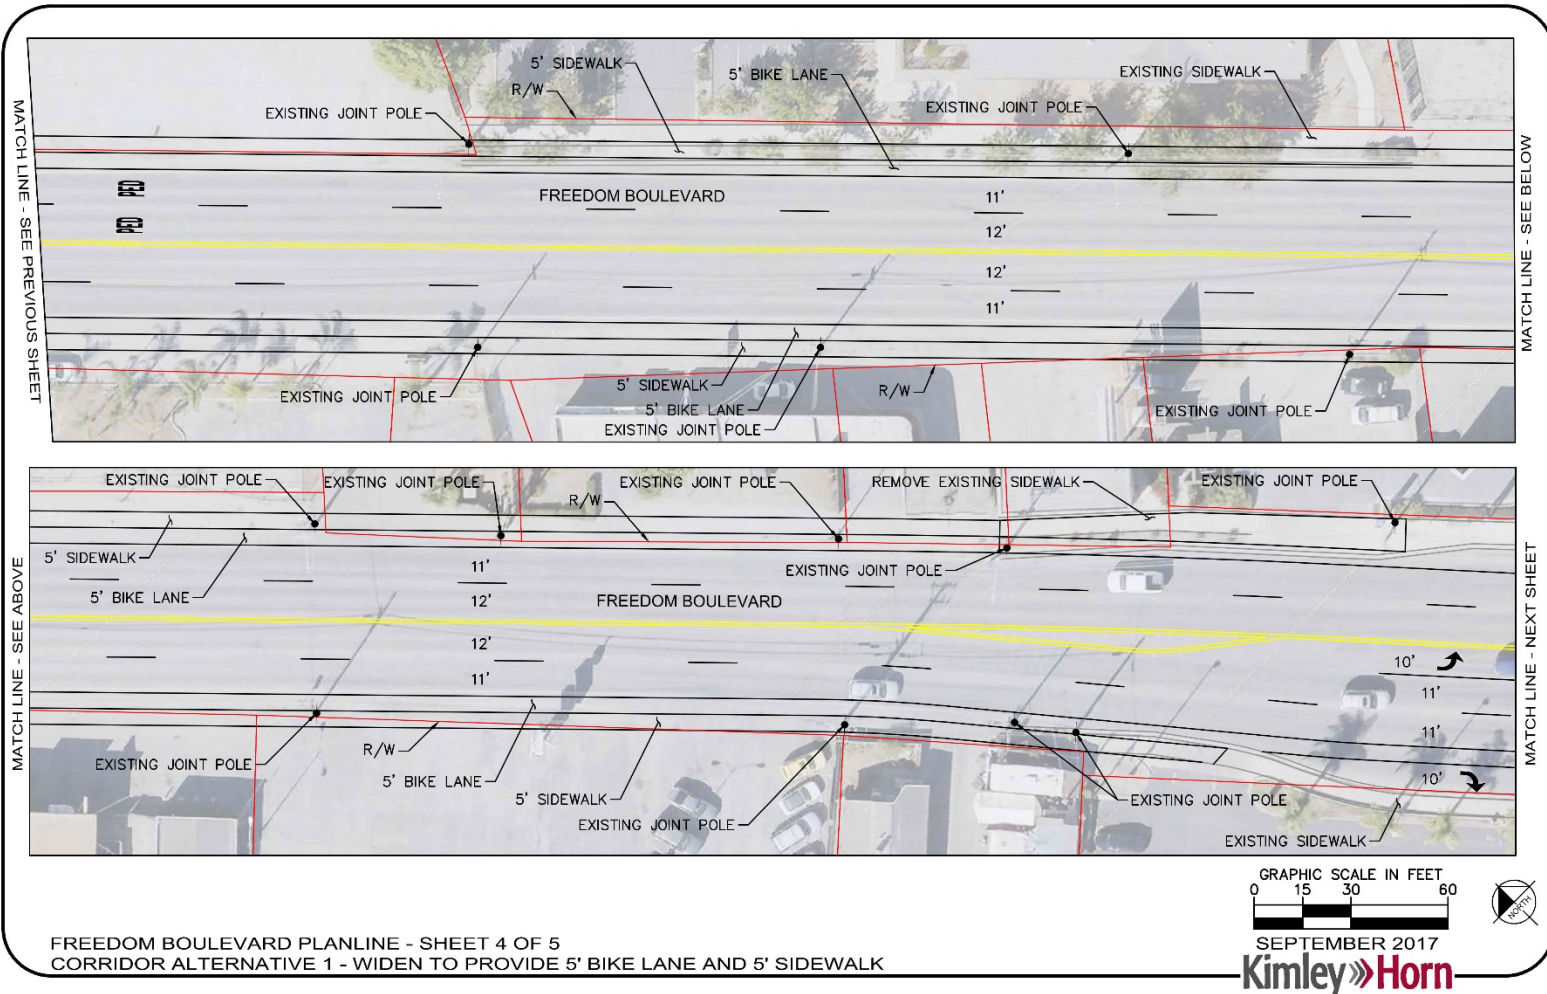 MATCH LINE - SEE PREVIOUS SHEET
5' SIDEWALK
R/W
5' BIKE LANE
EXISTING SIDEWALK
EXISTING JOINT POLE
EXISTING JOINT POLE
MATCH LINE - SEE BELOW
PED PED
FREEDOM BOULEVARD
11'
12'
12'
11'
EXISTING JOINT POLE
5' SIDEWALK
5' BIKE LANE
EXISTING JOINT POLE
R/W
EXISTING JOINT POLE
MATCH LINE - SEE ABOVE
EXISTING JOINT POLE
EXISTING JOINT POLE
R/W
EXISTING JOINT POLE
REMOVE EXISTING SIDEWALK
EXISTING JOINT POLE
5' SIDEWALK
5' BIKE LANE
EXISTING JOINT POLE
MATCH LINE - NEXT SHEET
11'
12'
FREEDOM BOULEVARD
12'
11'
10'
11'
11'
10'
R/W
EXISTING JOINT POLE
5' BIKE LANE
5' SIDEWALK
EXISTING JOINT POLE
EXISTING JOINT POLE
EXISTING SIDEWALK
GRAPHIC SCALE IN FEET
0 15 30 60
NORTH
SEPTEMBER 2017
Kimley»Horn
FREEDOM BOULEVARD PLANLINE - SHEET 4 OF 5
CORRIDOR ALTERNATIVE 1 - WIDEN TO PROVIDE 5' BIKE LANE AND 5' SIDEWALK